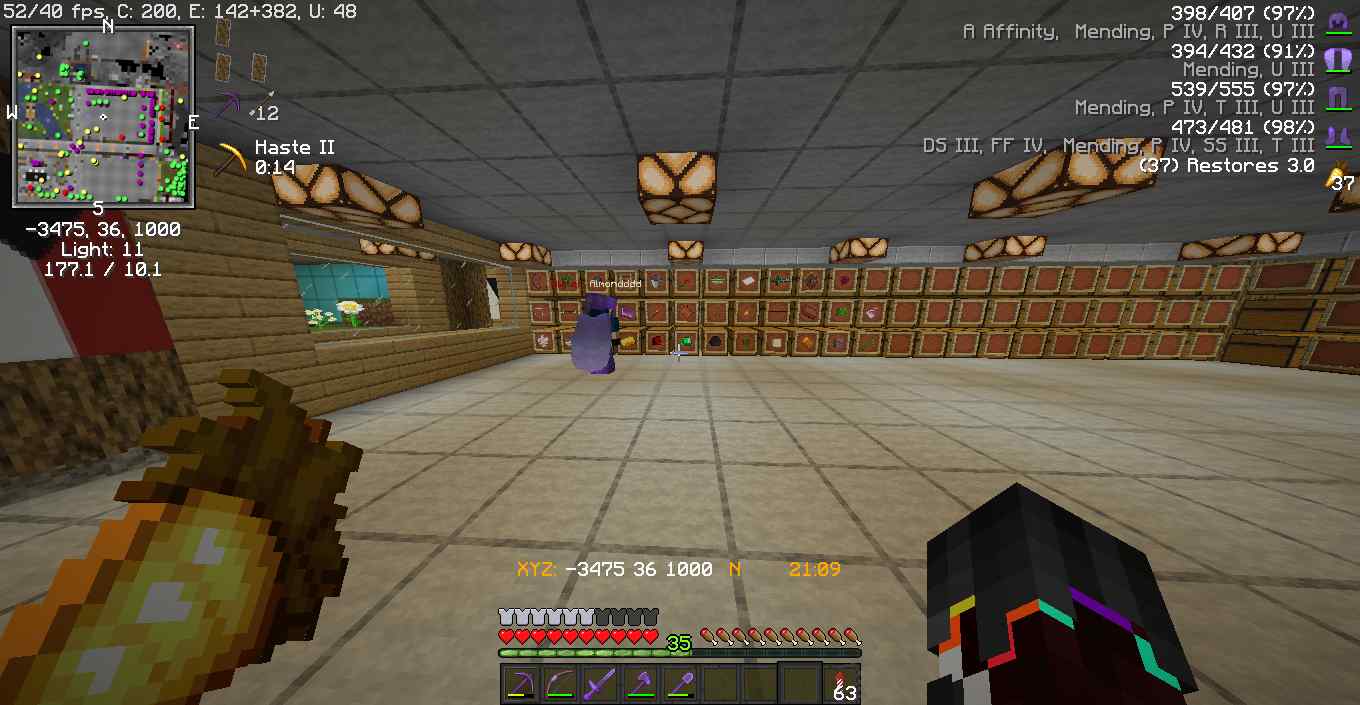 52/40 fps, C: 200, E: 142+382, U: 48
N
W
E
S
12
Haste II
0:14
-3475, 36, 1000
Light: 11
177.1 / 10.1
398/407 (97%)
A Affinity, Mending, P IV, R III, U III
394/432 (91%)
Mending, U III
539/555 (97%)
Mending, P IV, T III, U III
473/481 (98%)
DS III, FF IV, Mending, P IV, SS III, T III
(37) Restores 3.0
37
Almondddd
XYZ: -3475 36 1000 N 21:09
35
63